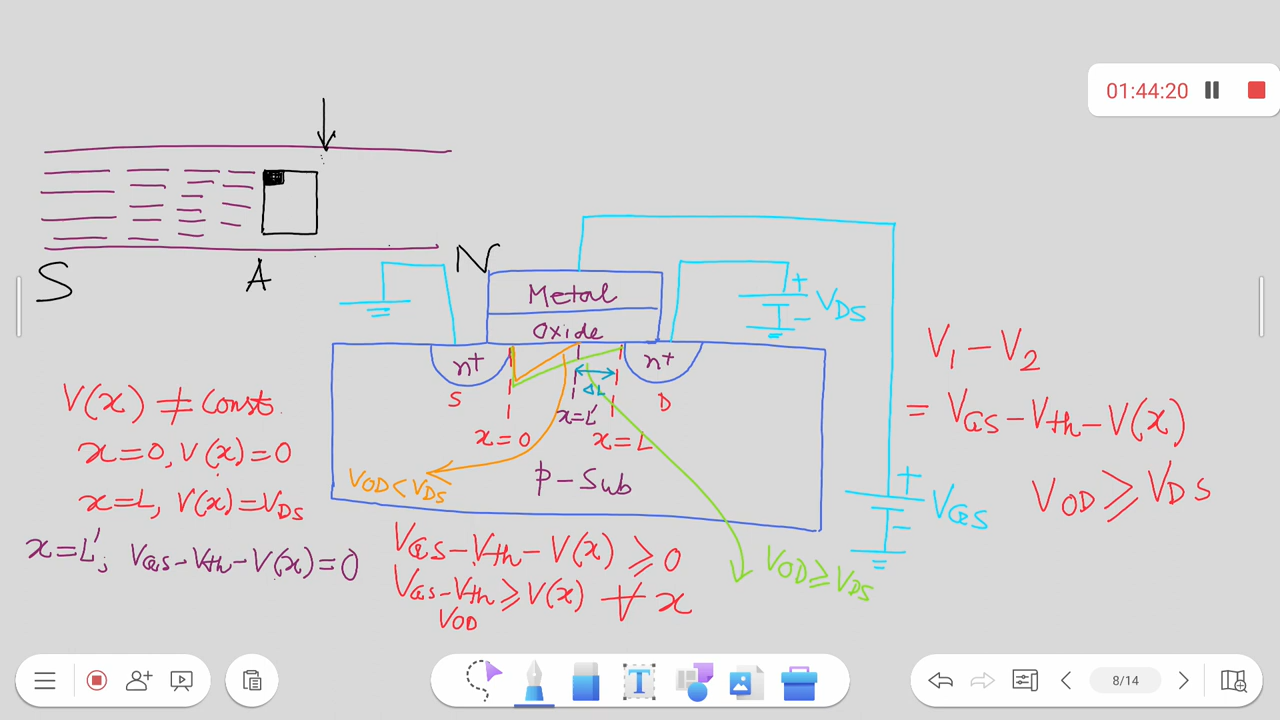 01:44:20
S
A
N
Metal
Oxide
+
-
VDS
n+
n+
S
D
ΔL
x=L'
x=0
x=L
P-Sub
VOD<VDS
VOD≥VDS
+
-
VGS
V(x) ≠ Const.
x=0, V(x)=0
x=L, V(x)=VDS
x=L', VGS-Vth-V(x)=0
VGS-Vth-V(x) ≥ 0
VGS-Vth ≥ V(x) ∀ x
VOD
V1-V2
= VGS-Vth-V(x)
VOD ≥ VDS
T
8/14